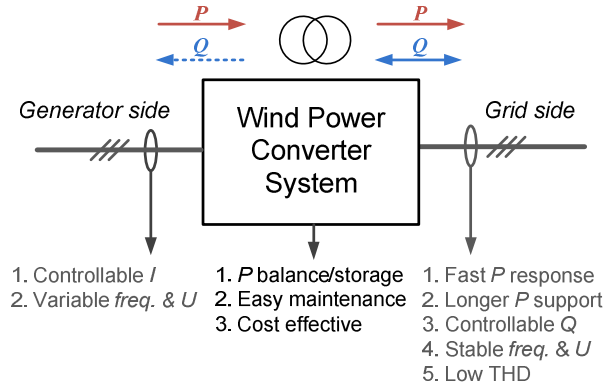 P
P
Q
Q
Generator side
Grid side
Wind Power
Converter
System
1. Controllable I
2. Variable freq. & U
1. P balance/storage
2. Easy maintenance
3. Cost effective
1. Fast P response
2. Longer P support
3. Controllable Q
4. Stable freq. & U
5. Low THD